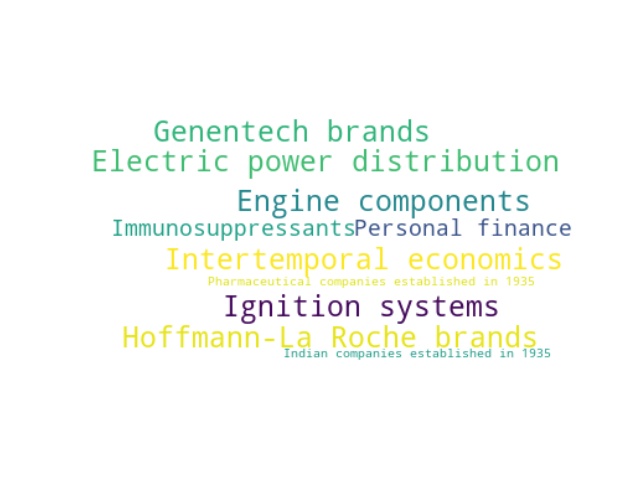 Genentech brands
Electric power distribution
Engine components
Immunosuppressants Personal finance
Intertemporal economics
Pharmaceutical companies established in 1935
Ignition systems
Hoffmann-La Roche brands
Indian companies established in 1935